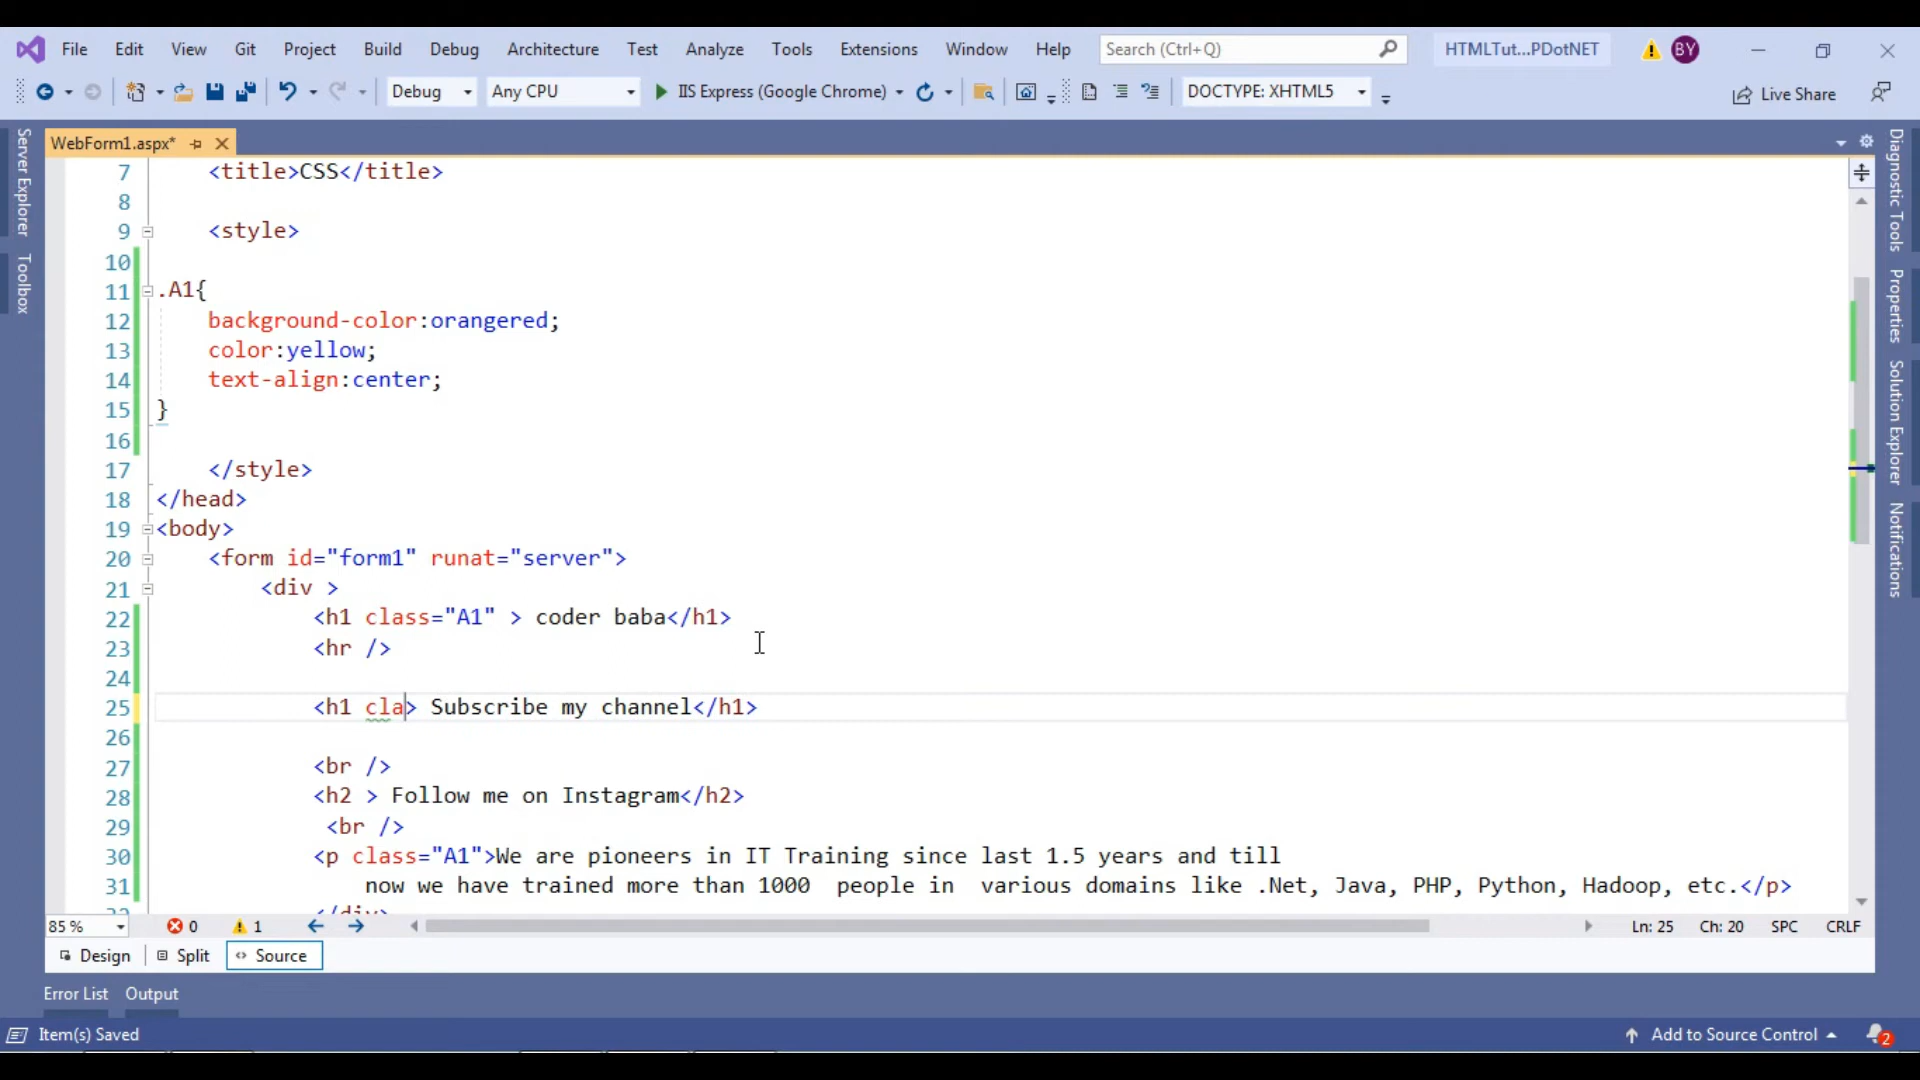 File Edit View Git Project Build Debug Architecture Test Analyze Tools Extensions Window Help Search (Ctrl+Q) HTMLTut...PDotNET BY
Debug Any CPU IIS Express (Google Chrome) DOCTYPE: XHTML5 Live Share
WebForm1.aspx*
Server Explorer
Toolbox
7 <title>CSS</title>
8
9 <style>
10
11 .A1{
12 background-color:orangered;
13 color:yellow;
14 text-align:center;
15 }
16
17 </style>
18 </head>
19 <body>
20 <form id="form1" runat="server">
21 <div >
22 <h1 class="A1" > coder baba</h1>
23 <hr />
24
25 <h1 cla> Subscribe my channel</h1>
26
27 <br />
28 <h2 > Follow me on Instagram</h2>
29 <br />
30 <p class="A1">We are pioneers in IT Training since last 1.5 years and till
31 now we have trained more than 1000  people in  various domains like .Net, Java, PHP, Python, Hadoop, etc.</p>
32 </div>
Diagnostic Tools
Properties
Solution Explorer
Notifications
85 % 0 1 Ln: 25 Ch: 20 SPC CRLF
Design Split Source
Error List Output
Item(s) Saved Add to Source Control 2